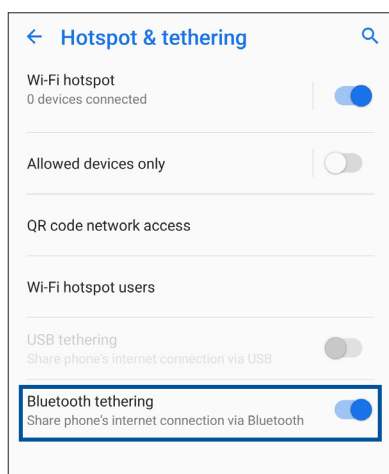 Hotspot & tethering
Wi-Fi hotspot
0 devices connected
Allowed devices only
QR code network access
Wi-Fi hotspot users
USB tethering
Share phone's internet connection via USB
Bluetooth tethering
Share phone's internet connection via Bluetooth